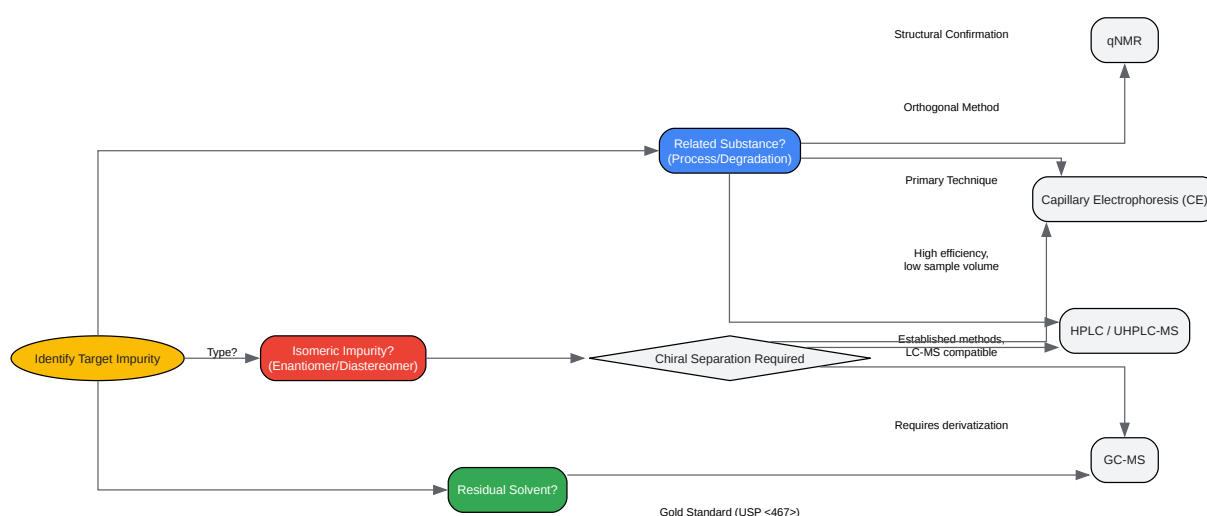 Structural Confirmation
qNMR
Orthogonal Method
Related Substance?
(Process/Degradation)
Primary Technique
Capillary Electrophoresis (CE)
High efficiency,
low sample volume
HPLC / UHPLC-MS
Established methods,
LC-MS compatible
Identify Target Impurity
Type?
Isomeric Impurity?
(Enantiomer/Diastereomer)
Chiral Separation Required
Requires derivatization
GC-MS
Residual Solvent?
Gold Standard (USP <467>)